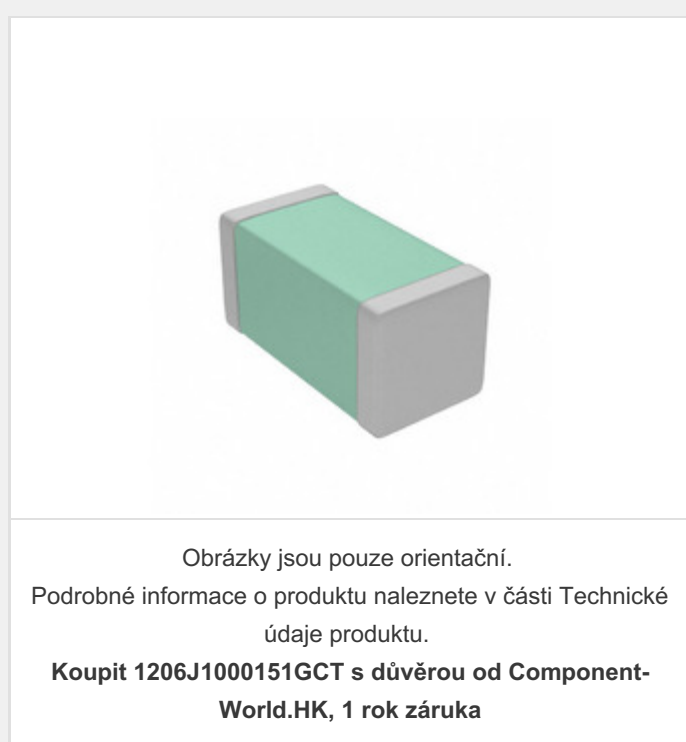 Obrázky jsou pouze orientační.
Podrobné informace o produktu naleznete v části Technické
údaje produktu.
Koupit 1206J1000151GCT s důvěrou od Component-
World.HK, 1 rok záruka